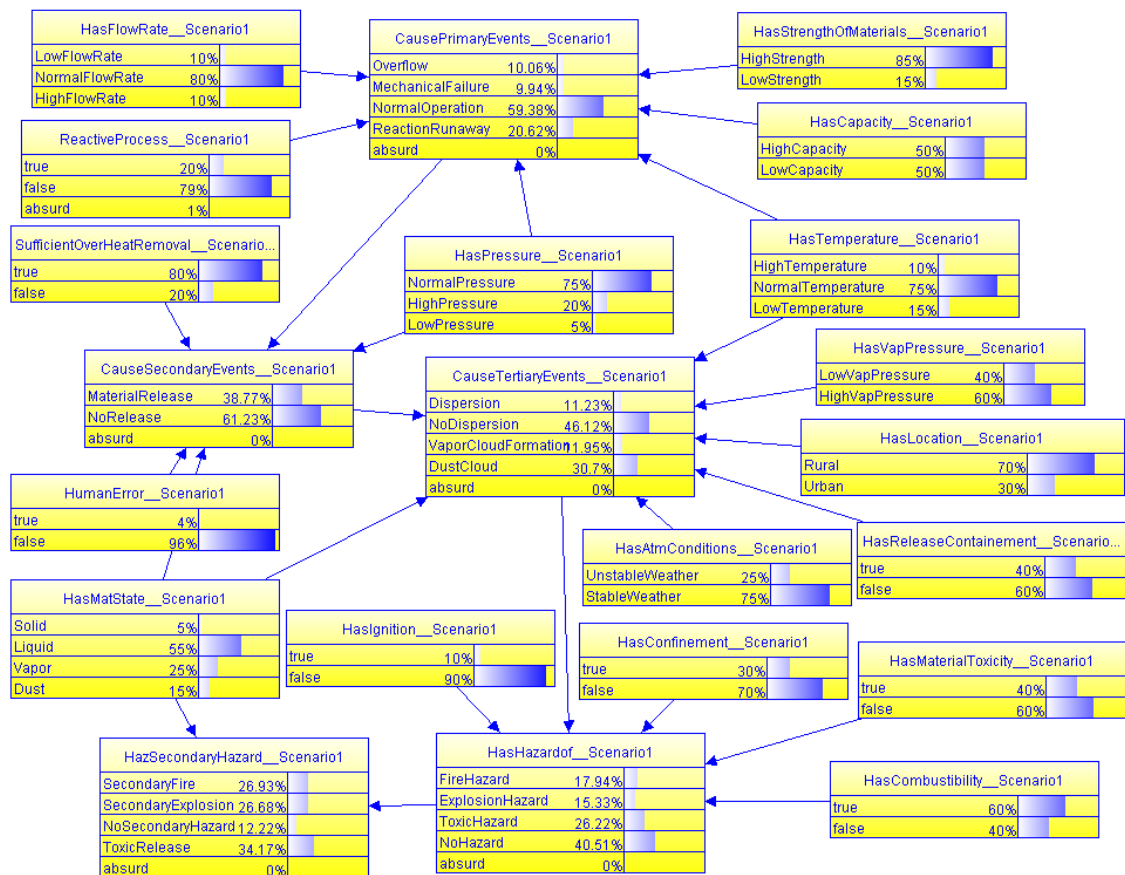 HasFlowRate__Scenario1
LowFlowRate 10%
NormalFlowRate 80%
HighFlowRate 10%
CausePrimaryEvents__Scenario1
Overflow 10.06%
MechanicalFailure 9.94%
NormalOperation 59.38%
ReactionRunaway 20.62%
absurd 0%
HasStrengthOfMaterials__Scenario1
HighStrength 85%
LowStrength 15%
HasCapacity__Scenario1
HighCapacity 50%
LowCapacity 50%
ReactiveProcess__Scenario1
true 20%
false 79%
absurd 1%
SufficientOverHeatRemoval__Scenario...
true 80%
false 20%
HasPressure__Scenario1
NormalPressure 75%
HighPressure 20%
LowPressure 5%
HasTemperature__Scenario1
HighTemperature 10%
NormalTemperature 75%
LowTemperature 15%
CauseSecondaryEvents__Scenario1
MaterialRelease 38.77%
NoRelease 61.23%
absurd 0%
CauseTertiaryEvents__Scenario1
Dispersion 11.23%
NoDispersion 46.12%
VaporCloudFormation 11.95%
DustCloud 30.7%
absurd 0%
HasVapPressure__Scenario1
LowVapPressure 40%
HighVapPressure 60%
HasLocation__Scenario1
Rural 70%
Urban 30%
HumanError__Scenario1
true 4%
false 96%
HasAtmConditions__Scenario1
UnstableWeather 25%
StableWeather 75%
HasReleaseContainement__Scenario...
true 40%
false 60%
HasMatState__Scenario1
Solid 5%
Liquid 55%
Vapor 25%
Dust 15%
HasIgnition__Scenario1
true 10%
false 90%
HasConfinement__Scenario1
true 30%
false 70%
HasMaterialToxicity__Scenario1
true 40%
false 60%
HazSecondaryHazard__Scenario1
SecondaryFire 26.93%
SecondaryExplosion 26.68%
NoSecondaryHazard 12.22%
ToxicRelease 34.17%
absurd 0%
HasHazardof__Scenario1
FireHazard 17.94%
ExplosionHazard 15.33%
ToxicHazard 26.22%
NoHazard 40.51%
absurd 0%
HasCombustibility__Scenario1
true 60%
false 40%